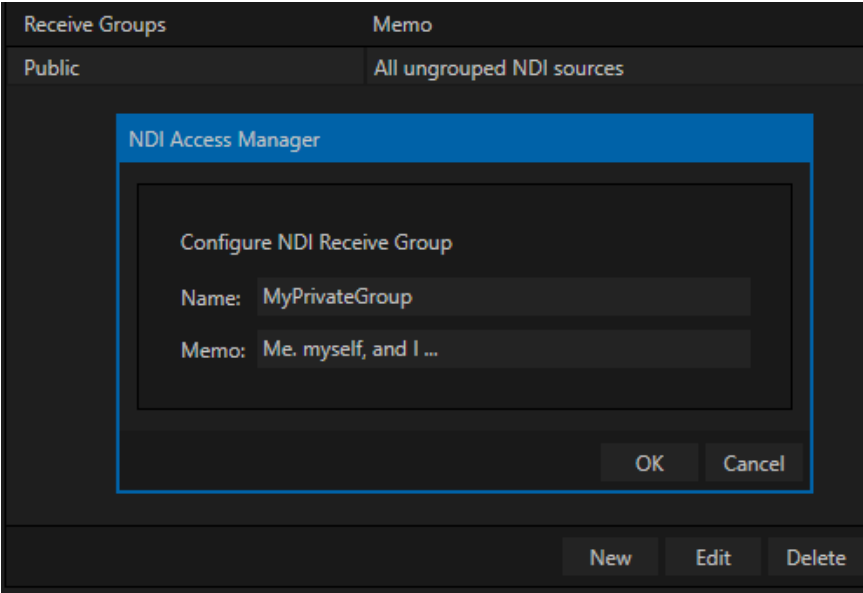 Receive Groups Memo
Public All ungrouped NDI sources
NDI Access Manager
Configure NDI Receive Group
Name: MyPrivateGroup
Memo: Me. myself, and I ...
OK Cancel
New Edit Delete